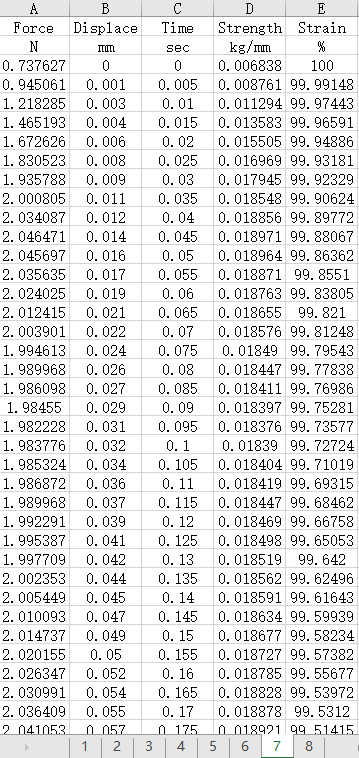 A B C D E
Force Displace Time Strength Strain
N mm sec kg/mm %
0.737627 0 0 0.006838 100
0.945061 0.001 0.005 0.008761 99.99148
1.218285 0.003 0.01 0.011294 99.97443
1.465193 0.004 0.015 0.013583 99.96591
1.672626 0.006 0.02 0.015505 99.94886
1.830523 0.008 0.025 0.016969 99.93181
1.935788 0.009 0.03 0.017945 99.92329
2.000805 0.011 0.035 0.018548 99.90624
2.034087 0.012 0.04 0.018856 99.89772
2.046471 0.014 0.045 0.018971 99.88067
2.045697 0.016 0.05 0.018964 99.86362
2.035635 0.017 0.055 0.018871 99.8551
2.024025 0.019 0.06 0.018763 99.83805
2.012415 0.021 0.065 0.018655 99.821
2.003901 0.022 0.07 0.018576 99.81248
1.994613 0.024 0.075 0.01849 99.79543
1.989968 0.026 0.08 0.018447 99.77838
1.986098 0.027 0.085 0.018411 99.76986
1.98455 0.029 0.09 0.018397 99.75281
1.982228 0.031 0.095 0.018376 99.73577
1.983776 0.032 0.1 0.01839 99.72724
1.985324 0.034 0.105 0.018404 99.71019
1.986872 0.036 0.11 0.018419 99.69315
1.989968 0.037 0.115 0.018447 99.68462
1.992291 0.039 0.12 0.018469 99.66758
1.995387 0.041 0.125 0.018498 99.65053
1.997709 0.042 0.13 0.018519 99.642
2.002353 0.044 0.135 0.018562 99.62496
2.005449 0.045 0.14 0.018591 99.61643
2.010093 0.047 0.145 0.018634 99.59939
2.014737 0.049 0.15 0.018677 99.58234
2.020155 0.05 0.155 0.018727 99.57382
2.026347 0.052 0.16 0.018785 99.55677
2.030991 0.054 0.165 0.018828 99.53972
2.036409 0.055 0.17 0.018878 99.5312
2.041053 0.057 0.175 0.018921 99.51415
1 2 3 4 5 6 7 8